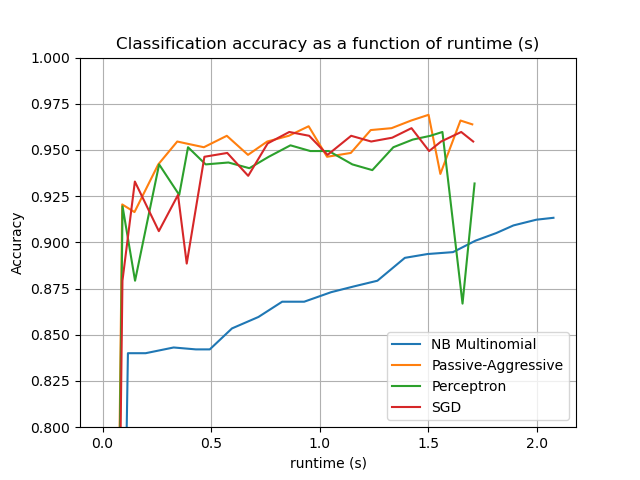 Classification accuracy as a function of runtime (s)
1.000
0.975
0.950
0.925
0.900
0.875
0.850
0.825
0.800
Accuracy
NB Multinomial
Passive-Aggressive
Perceptron
SGD
0.0 0.5 1.0 1.5 2.0
runtime (s)